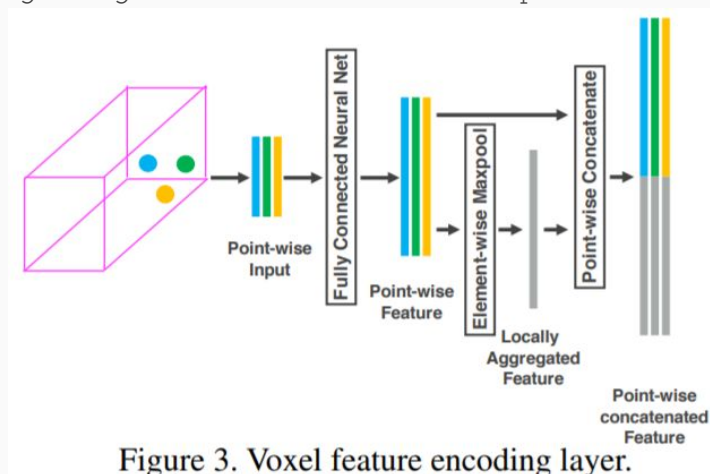 Fully Connected Neural Net
Point-wise
Input
Point-wise
Feature
Element-wise Maxpool
Locally
Aggregated
Feature
Point-wise Concatenate
Point-wise
concatenated
Feature
Figure 3. Voxel feature encoding layer.